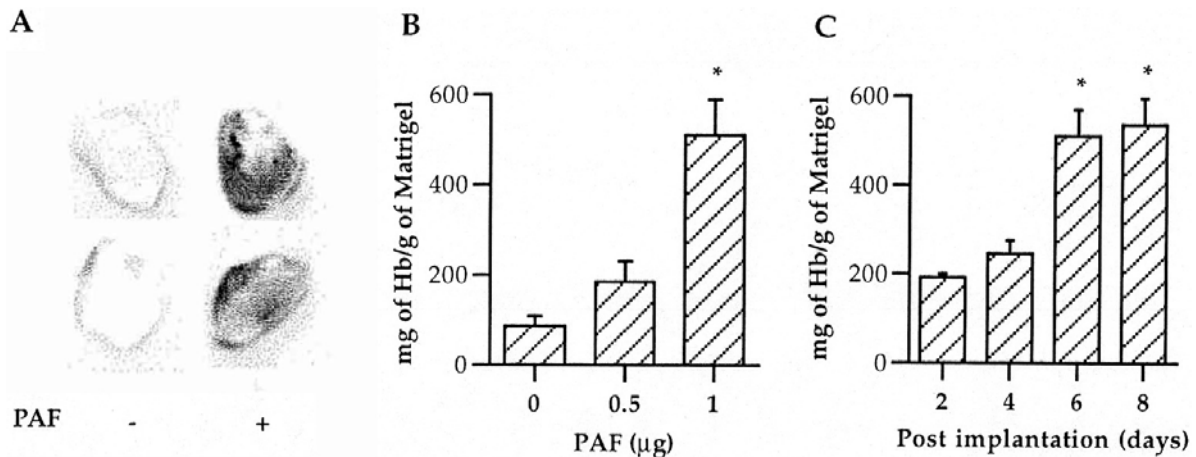 A
PAF - +
B
mg of Hb/g of Matrigel
600
400
200
0
*
0 0.5 1
PAF (µg)
C
mg of Hb/g of Matrigel
600
400
200
0
* *
2 4 6 8
Post implantation (days)